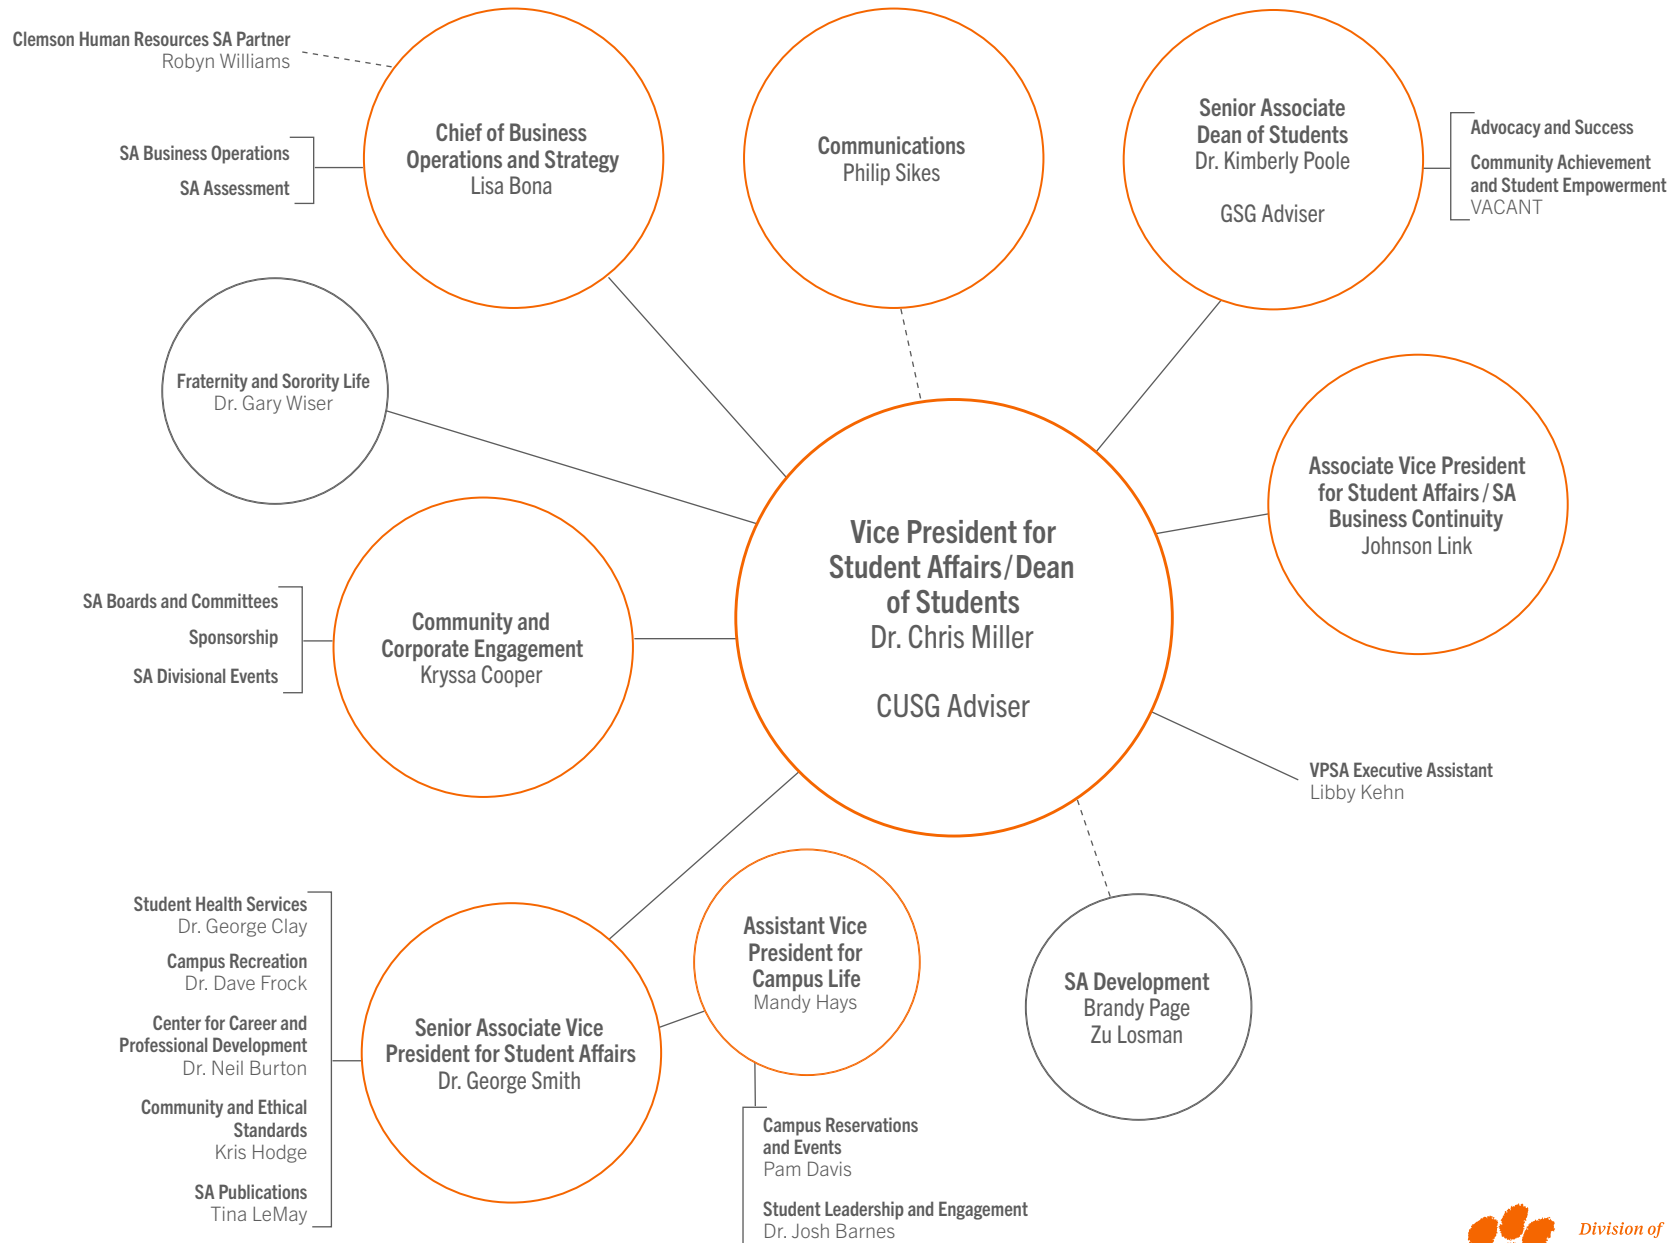 Clemson Human Resources SA Partner
Robyn Williams
SA Business Operations
SA Assessment
Chief of Business
Operations and Strategy
Lisa Bona
Communications
Philip Sikes
Senior Associate
Dean of Students
Dr. Kimberly Poole
GSG Adviser
Advocacy and Success
Community Achievement
and Student Empowerment
VACANT
Fraternity and Sorority Life
Dr. Gary Wiser
Associate Vice President
for Student Affairs / SA
Business Continuity
Johnson Link
Vice President for
Student Affairs / Dean
of Students
Dr. Chris Miller
CUSG Adviser
SA Boards and Committees
Sponsorship
SA Divisional Events
Community and
Corporate Engagement
Kryssa Cooper
VPSA Executive Assistant
Libby Kehn
Student Health Services
Dr. George Clay
Campus Recreation
Dr. Dave Frock
Center for Career and
Professional Development
Dr. Neil Burton
Community and Ethical
Standards
Kris Hodge
SA Publications
Tina LeMay
Senior Associate Vice
President for Student Affairs
Dr. George Smith
Assistant Vice
President for
Campus Life
Mandy Hays
Campus Reservations
and Events
Pam Davis
Student Leadership and Engagement
Dr. Josh Barnes
SA Development
Brandy Page
Zu Losman
Division of